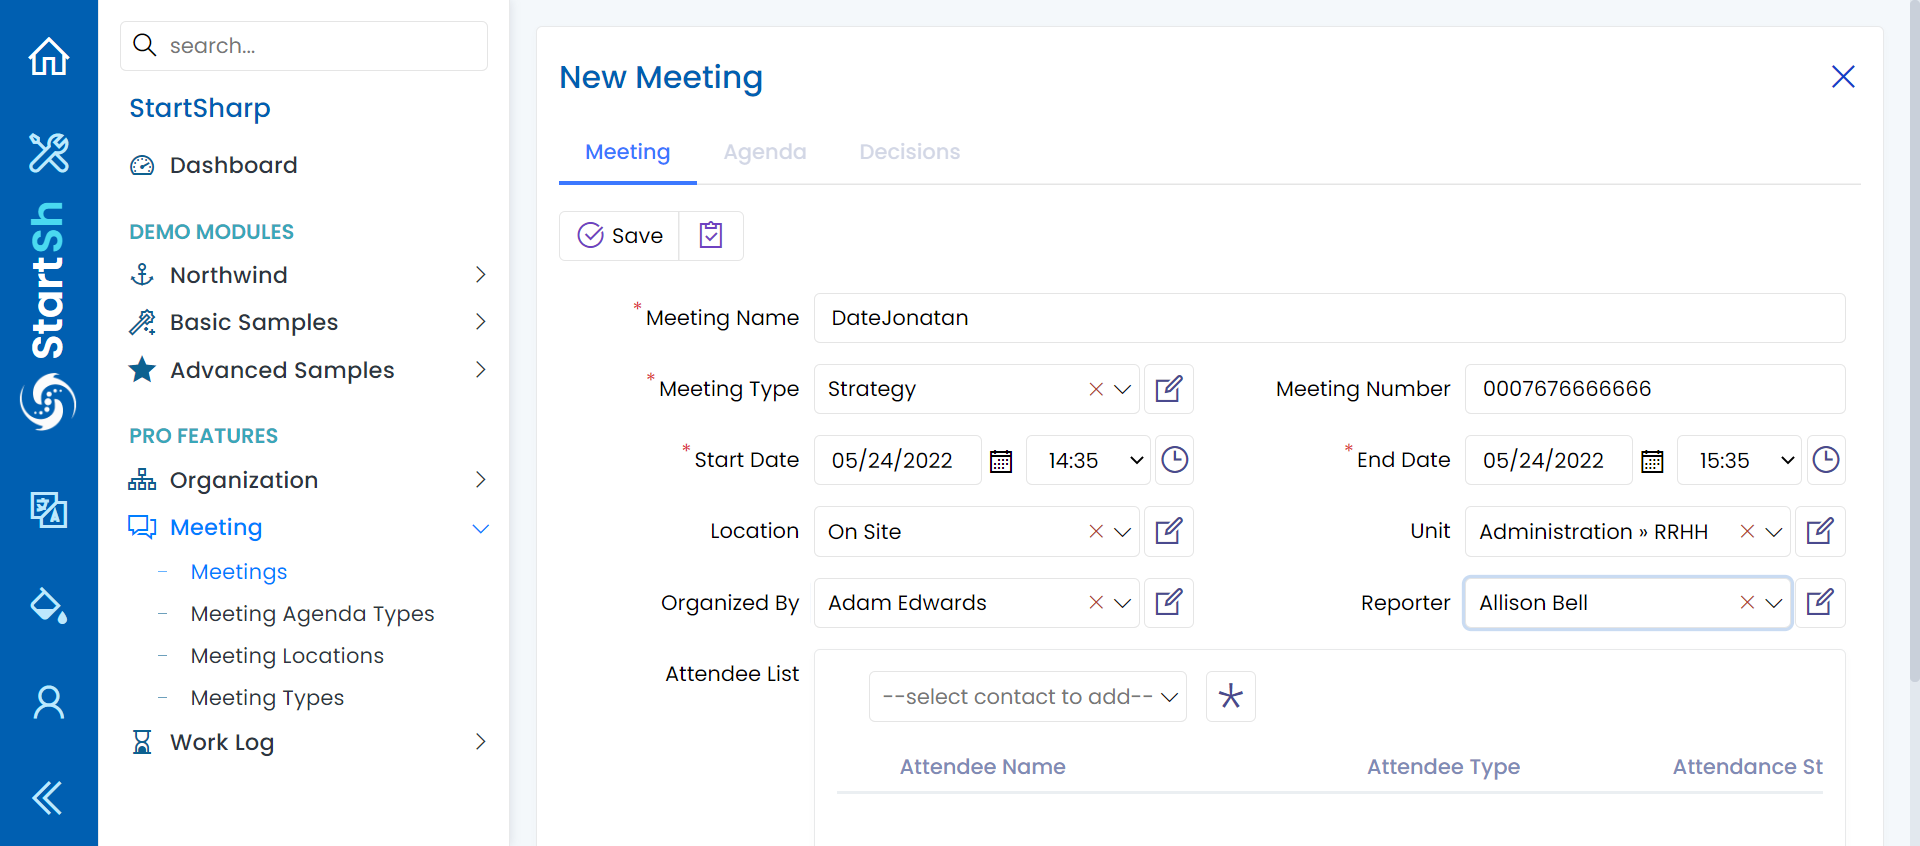 StartSh
search...
StartSharp
Dashboard
DEMO MODULES
Northwind
Basic Samples
Advanced Samples
PRO FEATURES
Organization
Meeting
Meetings
Meeting Agenda Types
Meeting Locations
Meeting Types
Work Log
New Meeting
Meeting Agenda Decisions
Save
* Meeting Name DateJonatan
* Meeting Type Strategy Meeting Number 0007676666666
* Start Date 05/24/2022 14:35 * End Date 05/24/2022 15:35
Location On Site Unit Administration » RRHH
Organized By Adam Edwards Reporter Allison Bell
Attendee List --select contact to add--
Attendee Name Attendee Type Attendance St